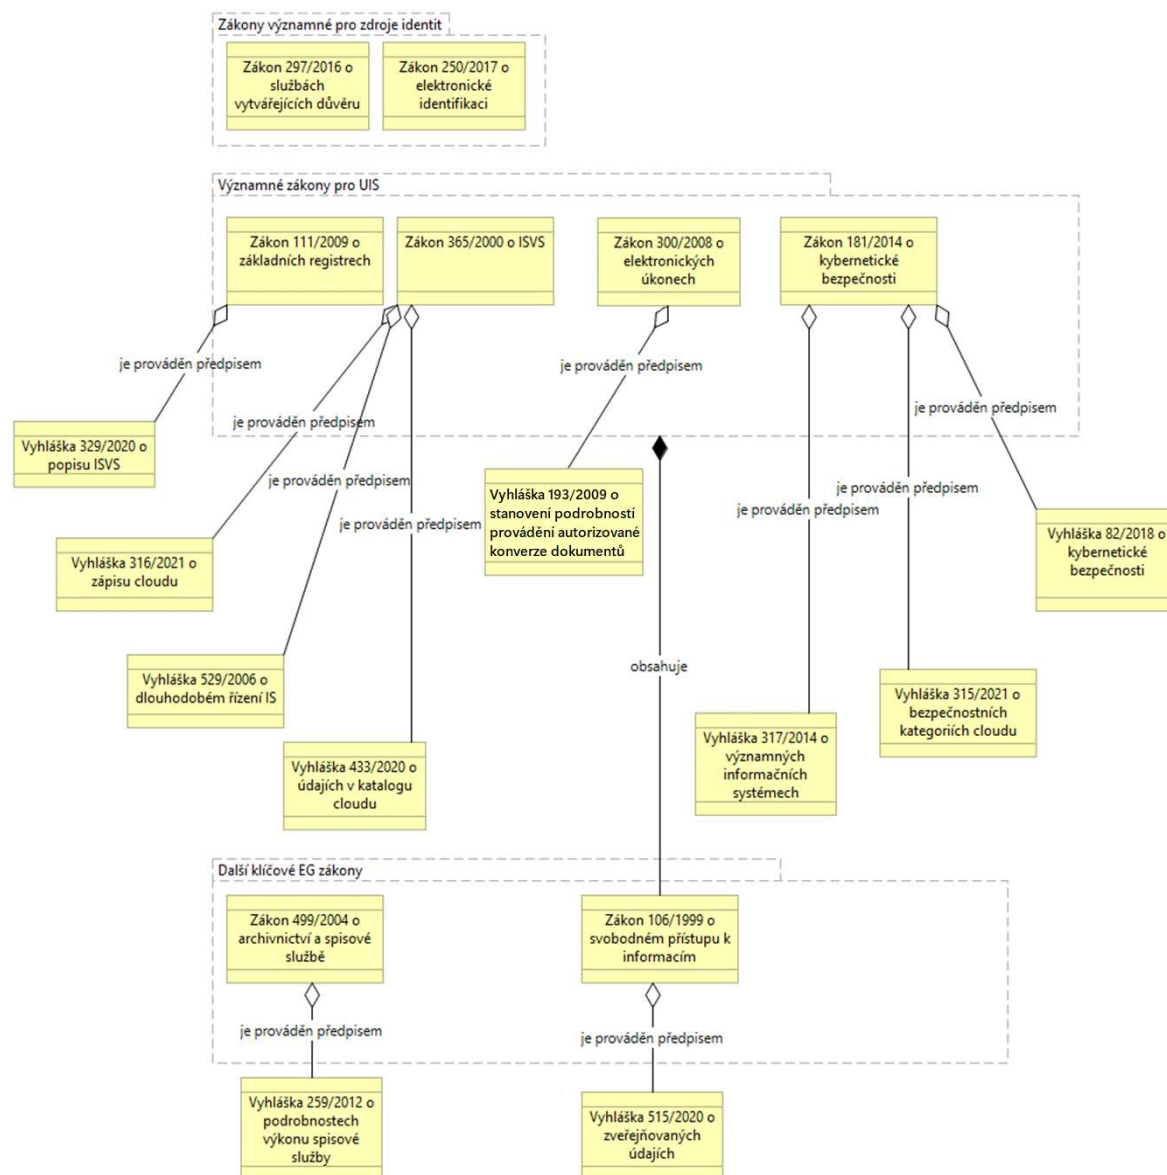 Zákony významné pro zdroje identit
Zákon 297/2016 o
službách
vytvářejících důvěru
Zákon 250/2017 o
elektronické
identifikaci
Významné zákony pro UIS
Zákon 111/2009 o
základních registrech
Zákon 365/2000 o ISVS
Zákon 300/2008 o
elektronických
úkonech
Zákon 181/2014 o
kybernetické
bezpečnosti
je prováděn předpisem
je prováděn předpisem
je prováděn předpisem
je prováděn předpisem
je prováděn předpisem
je prováděn předpisem
je prováděn předpisem
je prováděn předpisem
Vyhláška 329/2020 o
popisu ISVS
Vyhláška 193/2009 o
stanovení podrobností
provádění autorizované
konverze dokumentů
Vyhláška 82/2018 o
kybernetické
bezpečnosti
Vyhláška 316/2021 o
zápisu cloudu
obsahuje
Vyhláška 529/2006 o
dlouhodobém řízení IS
Vyhláška 315/2021 o
bezpečnostních
kategoriích cloudu
Vyhláška 433/2020 o
údajích v katalogu
cloudu
Vyhláška 317/2014 o
významných
informačních
systémech
Další klíčové EG zákony
Zákon 499/2004 o
archivnictví a spisové
službě
Zákon 106/1999 o
svobodném přístupu k
informacím
je prováděn předpisem
je prováděn předpisem
Vyhláška 259/2012 o
podrobnostech
výkonu spisové
služby
Vyhláška 515/2020 o
zveřejňovaných
údajích